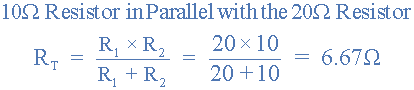 10Ω Resistor in Parallel with the 20Ω Resistor
R_T = (R_1 × R_2) / (R_1 + R_2) = (20 × 10) / (20 + 10) = 6.67Ω